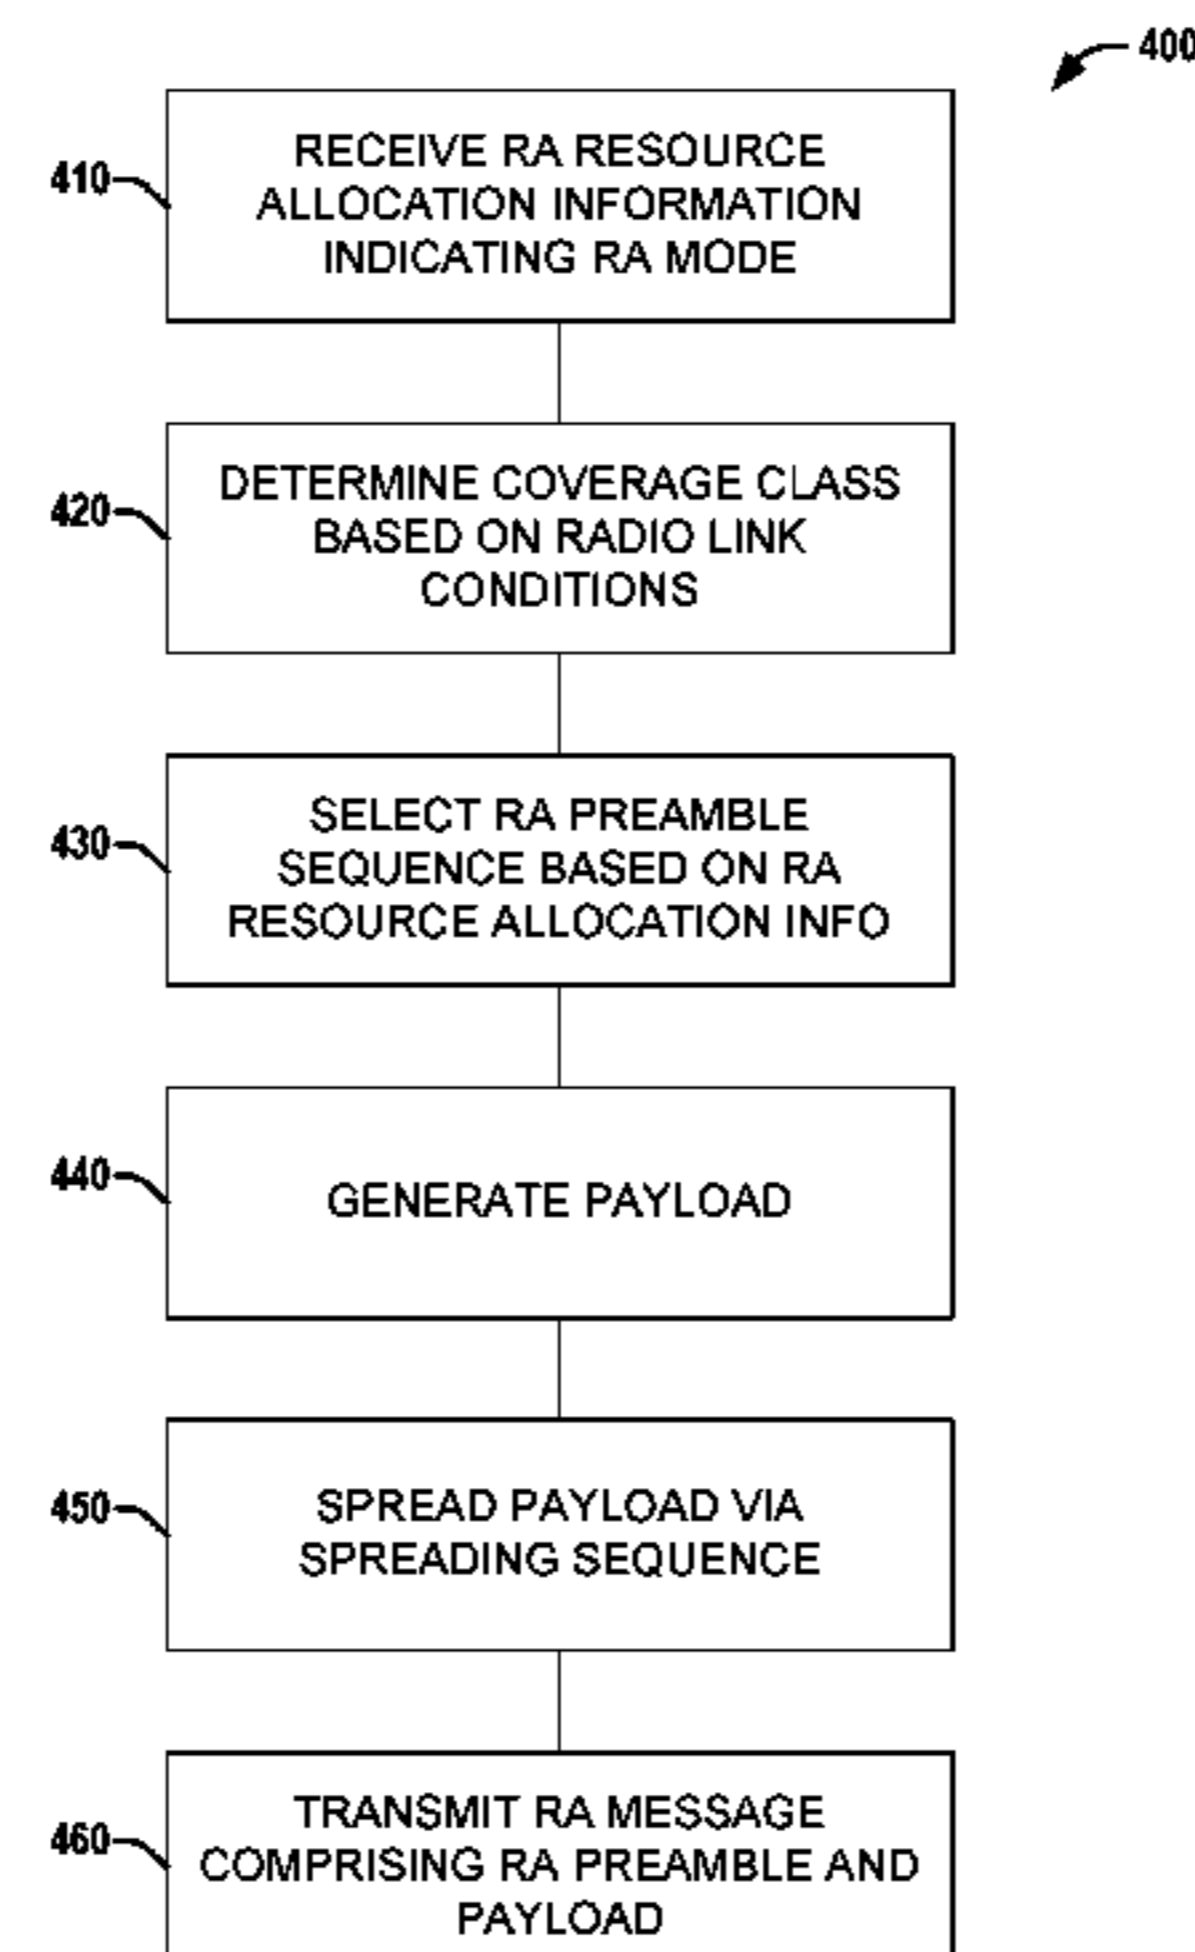 400
410
RECEIVE RA RESOURCE
ALLOCATION INFORMATION
INDICATING RA MODE
420
DETERMINE COVERAGE CLASS
BASED ON RADIO LINK
CONDITIONS
430
SELECT RA PREAMBLE
SEQUENCE BASED ON RA
RESOURCE ALLOCATION INFO
440
GENERATE PAYLOAD
450
SPREAD PAYLOAD VIA
SPREADING SEQUENCE
460
TRANSMIT RA MESSAGE
COMPRISING RA PREAMBLE AND
PAYLOAD